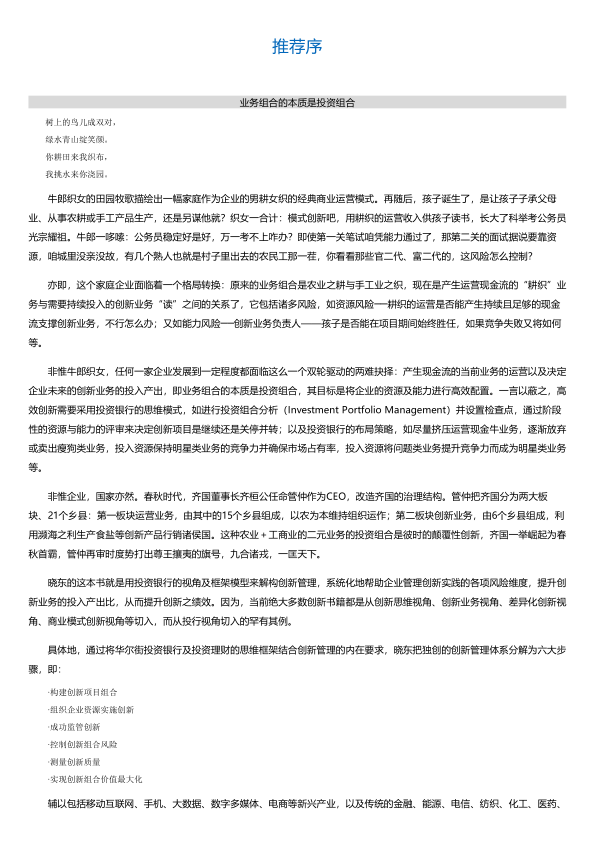 推荐序
业务组合的本质是投资组合
树上的鸟儿成双对，
绿水青山绽笑颜。
你耕田来我织布，
我挑水来你浇园。
牛郎织女的田园牧歌描绘出一幅家庭作为企业的男耕女织的经典商业运营模式。再随后，孩子诞生了，是让孩子子承父母
业、从事农耕或手工产品生产，还是另谋他就？织女一合计：模式创新吧，用耕织的运营收入供孩子读书，长大了科举考公务员
光宗耀祖。牛郎一哆嗦：公务员稳定好是好，万一考不上咋办？即使第一关笔试咱凭能力通过了，那第二关的面试据说要靠资
源，咱城里没亲没故，有几个熟人也就是村子里出去的农民工那一茬，你看看那些官二代、富二代的，这风险怎么控制？
亦即，这个家庭企业面临着一个格局转换：原来的业务组合是农业之耕与手工业之织，现在是产生运营现金流的“耕织”业
务与需要持续投入的创新业务“读”之间的关系了，它包括诸多风险，如资源风险──耕织的运营是否能产生持续且足够的现金
流支撑创新业务，不行怎么办；又如能力风险──创新业务负责人——孩子是否能在项目期间始终胜任，如果竞争失败又将如何
等。
非惟牛郎织女，任何一家企业发展到一定程度都面临这么一个双轮驱动的两难抉择：产生现金流的当前业务的运营以及决定
企业未来的创新业务的投入产出，即业务组合的本质是投资组合，其目标是将企业的资源及能力进行高效配置。一言以蔽之，高
效创新需要采用投资银行的思维模式，如进行投资组合分析（Investment Portfolio Management）并设置检查点，通过阶段
性的资源与能力的评审来决定创新项目是继续还是关停并转；以及投资银行的布局策略，如尽量挤压运营现金牛业务，逐渐放弃
或卖出瘦狗类业务，投入资源保持明星类业务的竞争力并确保市场占有率，投入资源将问题类业务提升竞争力而成为明星类业务
等。
非惟企业，国家亦然。春秋时代，齐国董事长齐桓公任命管仲作为CEO，改造齐国的治理结构。管仲把齐国分为两大板
块、21个乡县：第一板块运营业务，由其中的15个乡县组成，以农为本维持组织运作；第二板块创新业务，由6个乡县组成，利
用濒海之利生产食盐等创新产品行销诸侯国。这种农业＋工商业的二元业务的投资组合是彼时的颠覆性创新，齐国一举崛起为春
秋首霸，管仲再审时度势打出尊王攘夷的旗号，九合诸戎，一匡天下。
晓东的这本书就是用投资银行的视角及框架模型来解构创新管理，系统化地帮助企业管理创新实践的各项风险维度，提升创
新业务的投入产出比，从而提升创新之绩效。因为，当前绝大多数创新书籍都是从创新思维视角、创新业务视角、差异化创新视
角、商业模式创新视角等切入，而从投行视角切入的罕有其例。
具体地，通过将华尔街投资银行及投资理财的思维框架结合创新管理的内在要求，晓东把独创的创新管理体系分解为六大步
骤，即：
·构建创新项目组合
·组织企业资源实施创新
·成功监管创新
·控制创新组合风险
·测量创新质量
·实现创新组合价值最大化
辅以包括移动互联网、手机、大数据、数字多媒体、电商等新兴产业，以及传统的金融、能源、电信、纺织、化工、医药、